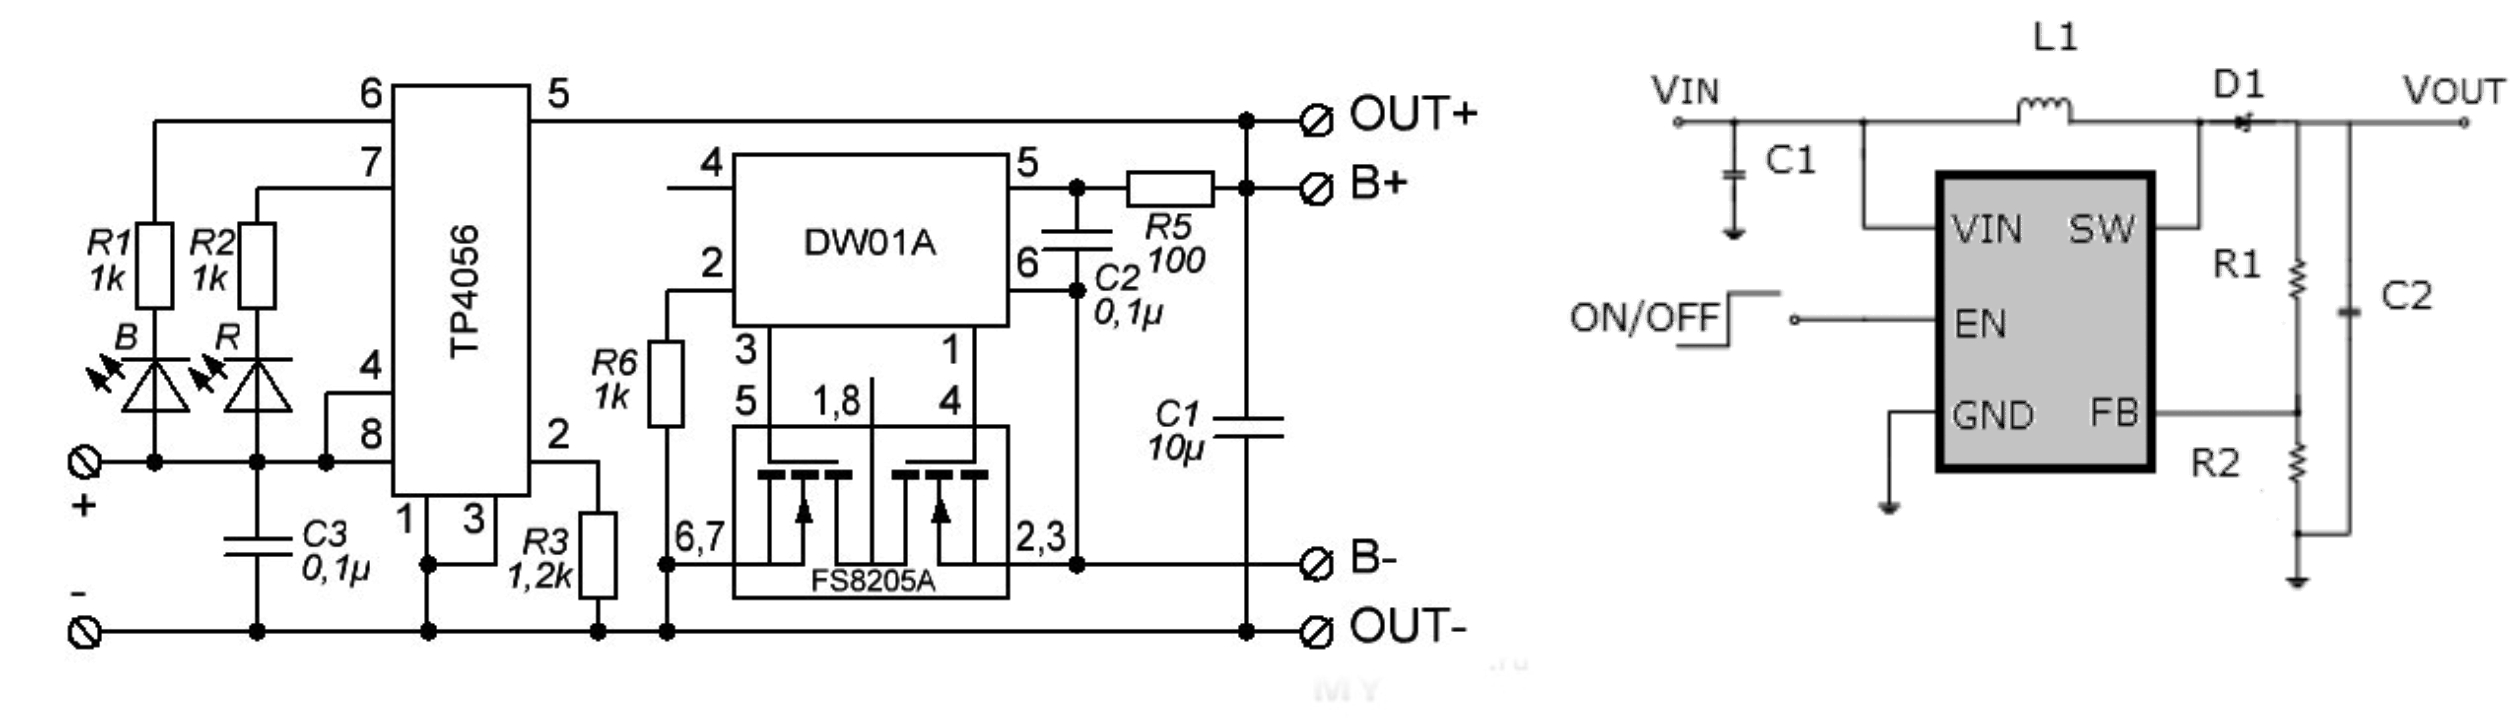 6
5
OUT+
7
4
5
B+
R1
1k
R2
1k
TP4056
DW01A
R5
100
2
6
C2
0,1µ
B
R
3
1
R6
1k
4
5
1,8
4
C1
10µ
8
2
+
1
3
C3
0,1µ
R3
1,2k
6,7
2,3
B-
FS8205A
-
OUT-
.ru
MY
L1
VIN
D1
VOUT
C1
VIN
SW
R1
C2
ON/OFF
EN
GND
FB
R2